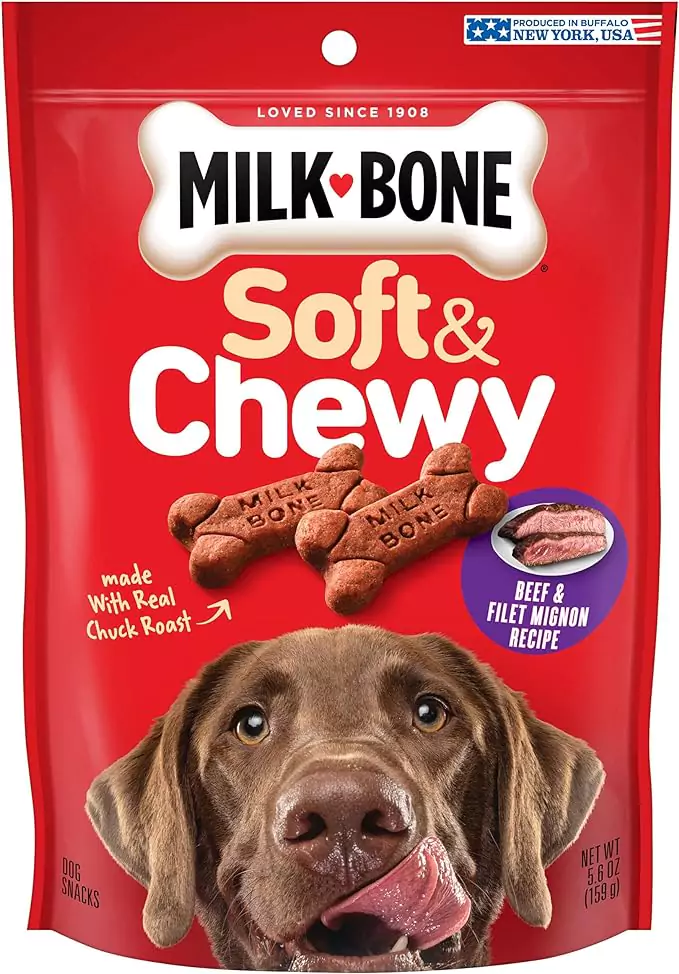 PRODUCED IN BUFFALO
NEW YORK, USA
LOVED SINCE 1908
MILK BONE
®
Soft &
Chewy
MILK
BONE
MILK
BONE
made
With Real
Chuck Roast
BEEF &
FILET MIGNON
RECIPE
DOG
SNACKS
NET WT
5.6 OZ
(159 g)